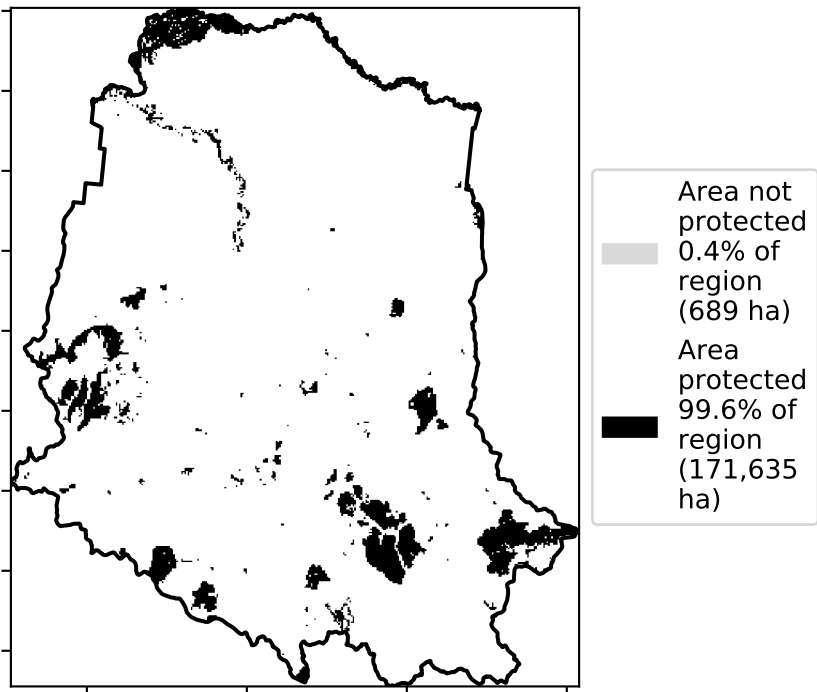 Area not
protected
0.4% of
region
(689 ha)
Area
protected
99.6% of
region
(171,635
ha)